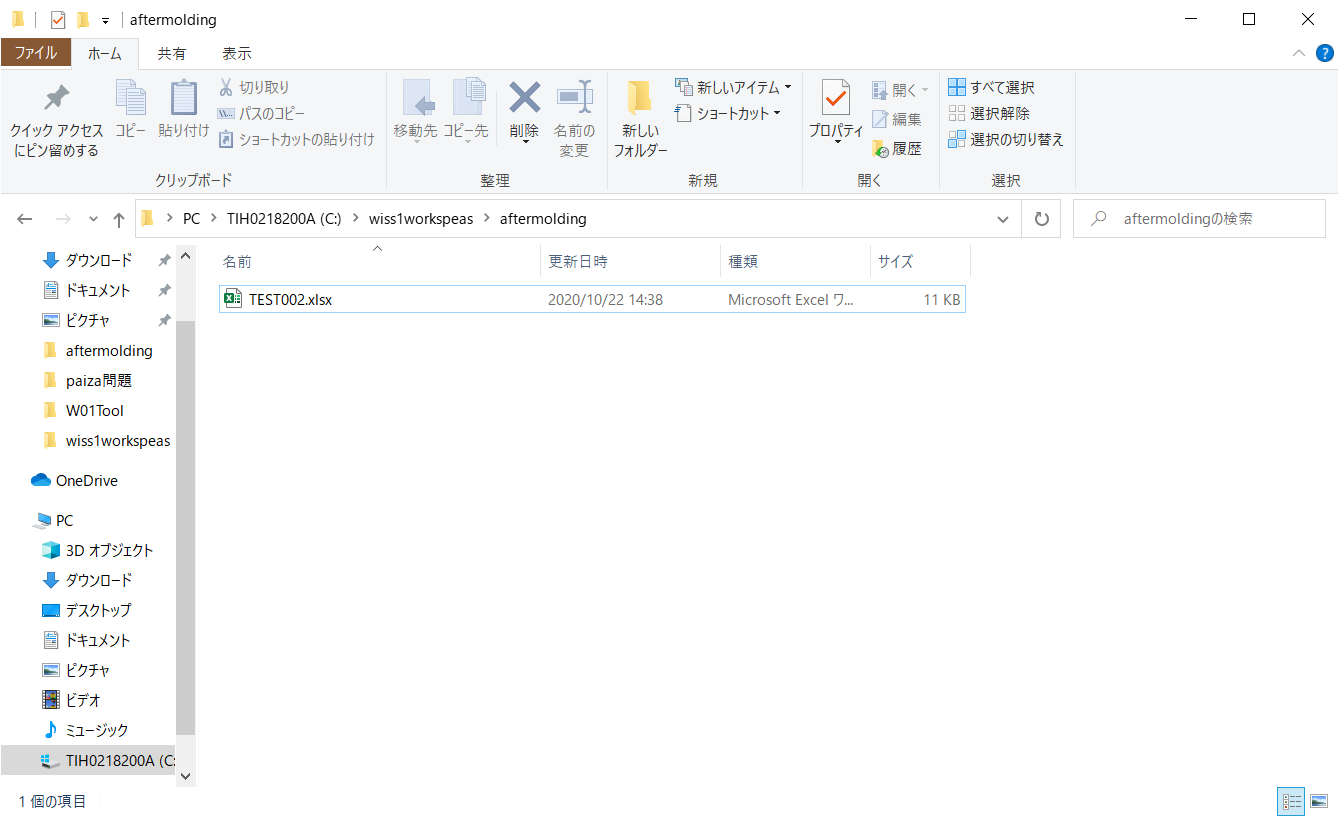 aftermolding
ファイル ホーム 共有 表示
クイック アクセス
にピン留めする
コピー
貼り付け
切り取り
パスのコピー
ショートカットの貼り付け
クリップボード
移動先
コピー先
削除
名前の
変更
整理
新しい
フォルダー
新しいアイテム
ショートカット
新規
プロパティ
開く
編集
履歴
開く
すべて選択
選択解除
選択の切り替え
選択
PC TIH0218200A (C:) wiss1workspeas aftermolding
aftermoldingの検索
ダウンロード
ドキュメント
ピクチャ
aftermolding
paiza問題
W01Tool
wiss1workspeas
OneDrive
PC
3D オブジェクト
ダウンロード
デスクトップ
ドキュメント
ピクチャ
ビデオ
ミュージック
TIH0218200A (C:
名前 更新日時 種類 サイズ
TEST002.xlsx 2020/10/22 14:38 Microsoft Excel ワ... 11 KB
1 個の項目